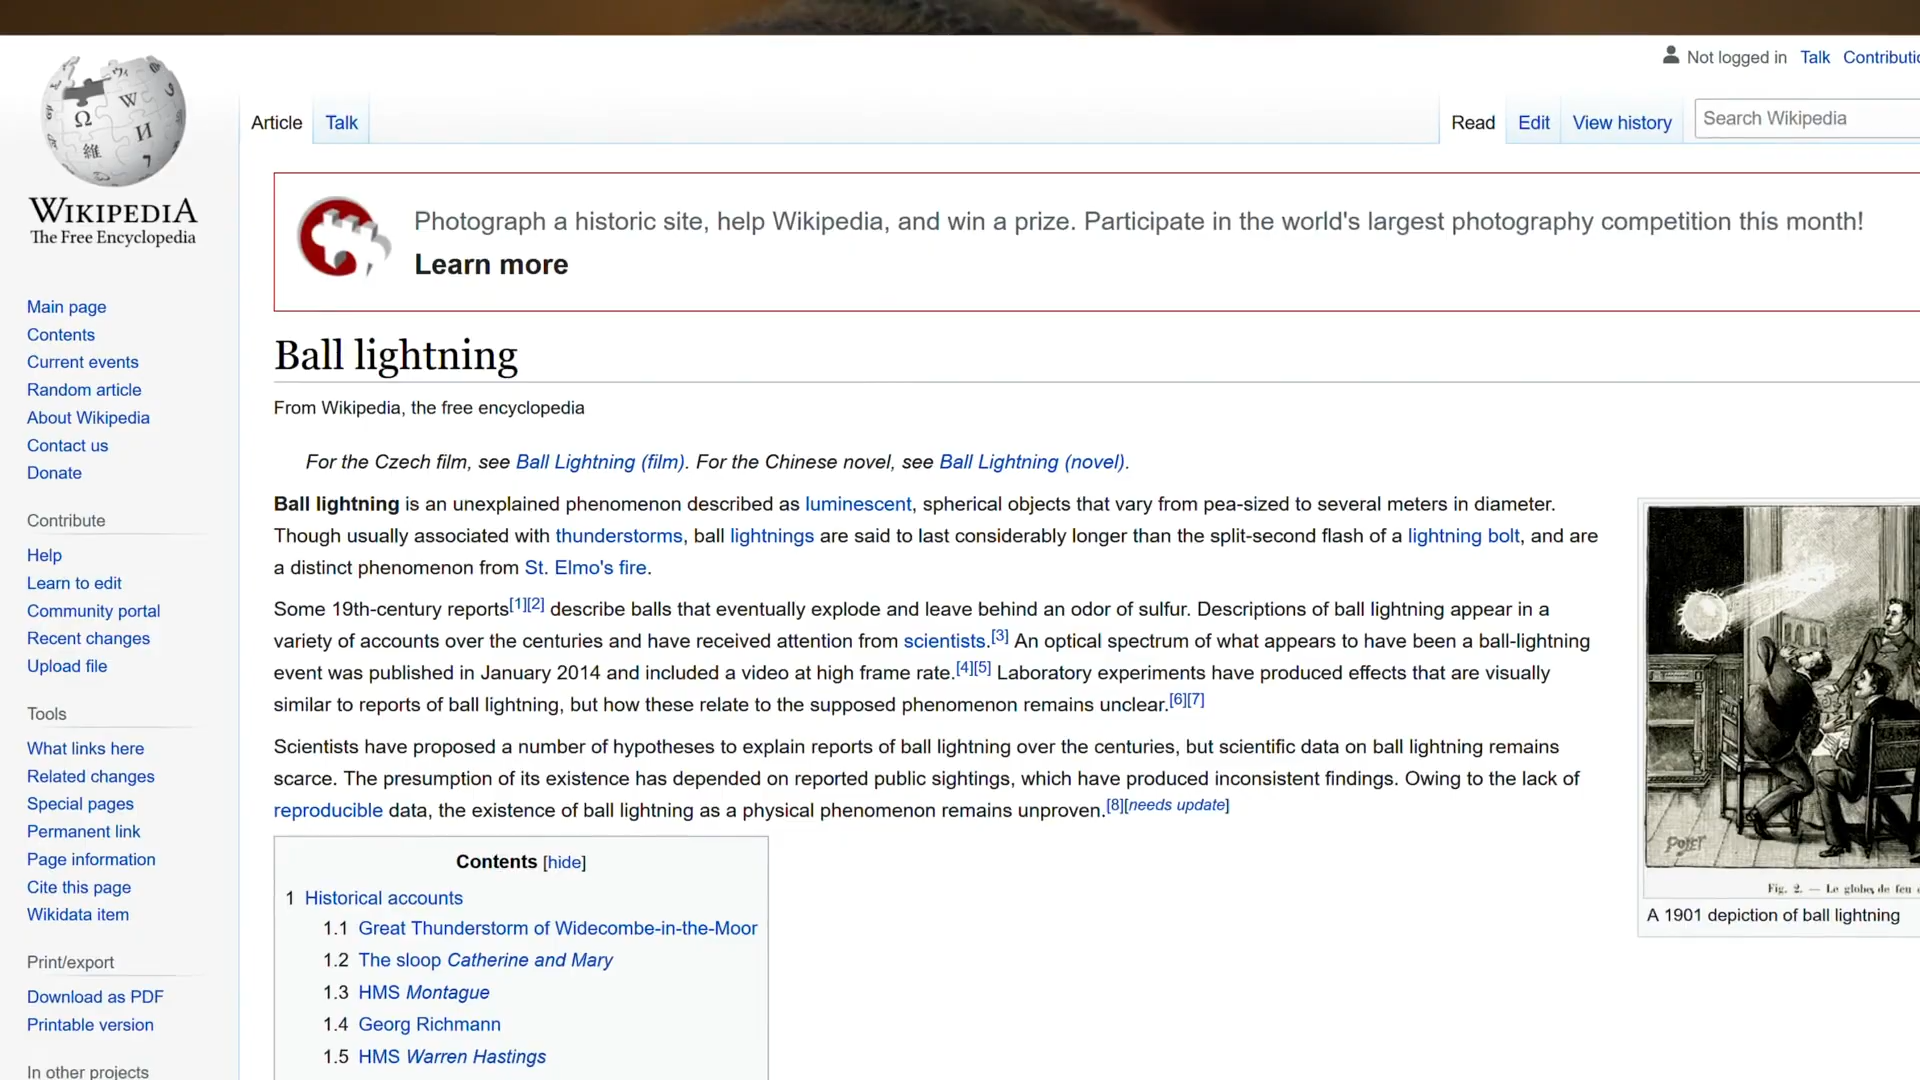 Not logged in Talk
WIKIPEDIA
The Free Encyclopedia
Article Talk
Read Edit View history Search Wikipedia
Photograph a historic site, help Wikipedia, and win a prize. Participate in the world's largest photography competition this month!
Learn more
Main page
Contents
Current events
Random article
About Wikipedia
Contact us
Donate
Contribute
Help
Learn to edit
Community portal
Recent changes
Upload file
Tools
What links here
Related changes
Special pages
Permanent link
Page information
Cite this page
Wikidata item
Print/export
Download as PDF
Printable version
In other projects
Ball lightning
From Wikipedia, the free encyclopedia
For the Czech film, see Ball Lightning (film). For the Chinese novel, see Ball Lightning (novel).
Ball lightning is an unexplained phenomenon described as luminescent, spherical objects that vary from pea-sized to several meters in diameter.
Though usually associated with thunderstorms, ball lightnings are said to last considerably longer than the split-second flash of a lightning bolt, and are
a distinct phenomenon from St. Elmo's fire.
Some 19th-century reports[1][2] describe balls that eventually explode and leave behind an odor of sulfur. Descriptions of ball lightning appear in a
variety of accounts over the centuries and have received attention from scientists.[3] An optical spectrum of what appears to have been a ball-lightning
event was published in January 2014 and included a video at high frame rate.[4][5] Laboratory experiments have produced effects that are visually
similar to reports of ball lightning, but how these relate to the supposed phenomenon remains unclear.[6][7]
Scientists have proposed a number of hypotheses to explain reports of ball lightning over the centuries, but scientific data on ball lightning remains
scarce. The presumption of its existence has depended on reported public sightings, which have produced inconsistent findings. Owing to the lack of
reproducible data, the existence of ball lightning as a physical phenomenon remains unproven.[8][needs update]
Contents [hide]
1 Historical accounts
1.1 Great Thunderstorm of Widecombe-in-the-Moor
1.2 The sloop Catherine and Mary
1.3 HMS Montague
1.4 Georg Richmann
1.5 HMS Warren Hastings
POYET
Fig. 2. — Le globe de feu
A 1901 depiction of ball lightning